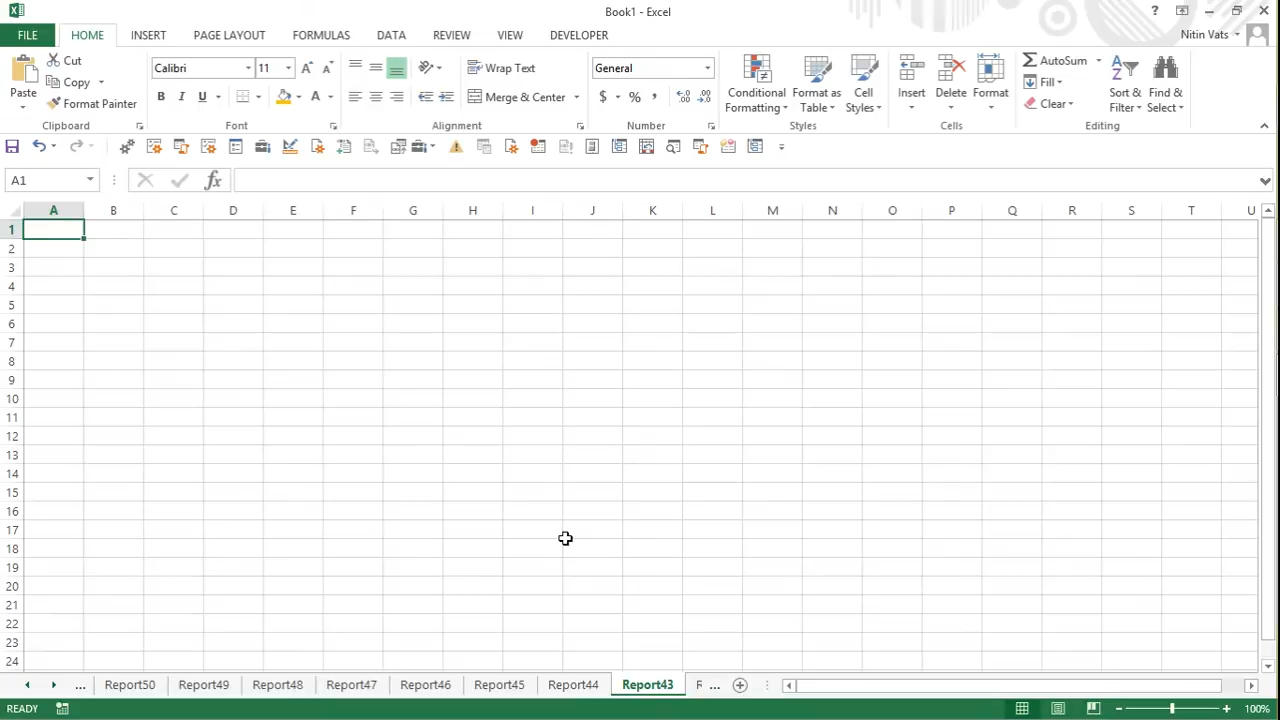 Book1 - Excel
?
FILE HOME INSERT PAGE LAYOUT FORMULAS DATA REVIEW VIEW DEVELOPER Nitin Vats
Paste
Cut
Copy
Format Painter
Clipboard
Calibri 11
B I U A
Font
Wrap Text
Merge & Center
Alignment
General
$ % ,
Number
Conditional Formatting
Format as Table
Cell Styles
Styles
Insert
Delete
Format
Cells
AutoSum
Fill
Clear
Sort & Filter
Find & Select
Editing
A1 fx
A B C D E F G H I J K L M N O P Q R S T U
1
2
3
4
5
6
7
8
9
10
11
12
13
14
15
16
17
18
19
20
21
22
23
24
... Report50 Report49 Report48 Report47 Report46 Report45 Report44 Report43 R ...
READY 100%